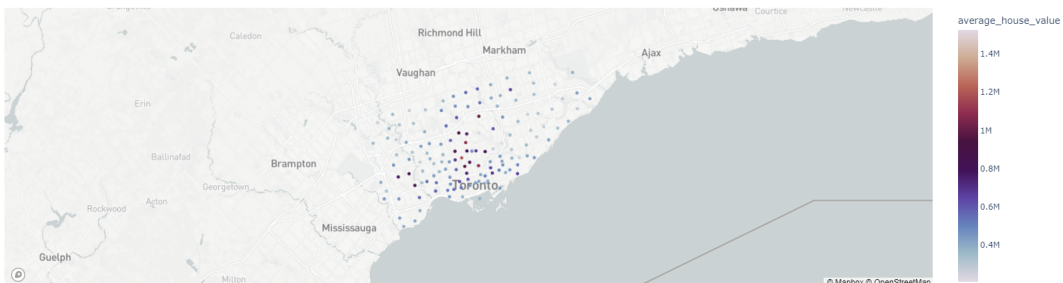 Oshawa
Courtice
Newcastle
Orangeville
Caledon
Richmond Hill
Markham
Ajax
Vaughan
Erin
Ballinafad
Brampton
Georgetown
Toronto
Rockwood
Acton
Mississauga
Guelph
Milton
© Mapbox © OpenStreetMap
average_house_value
1.4M
1.2M
1M
0.8M
0.6M
0.4M